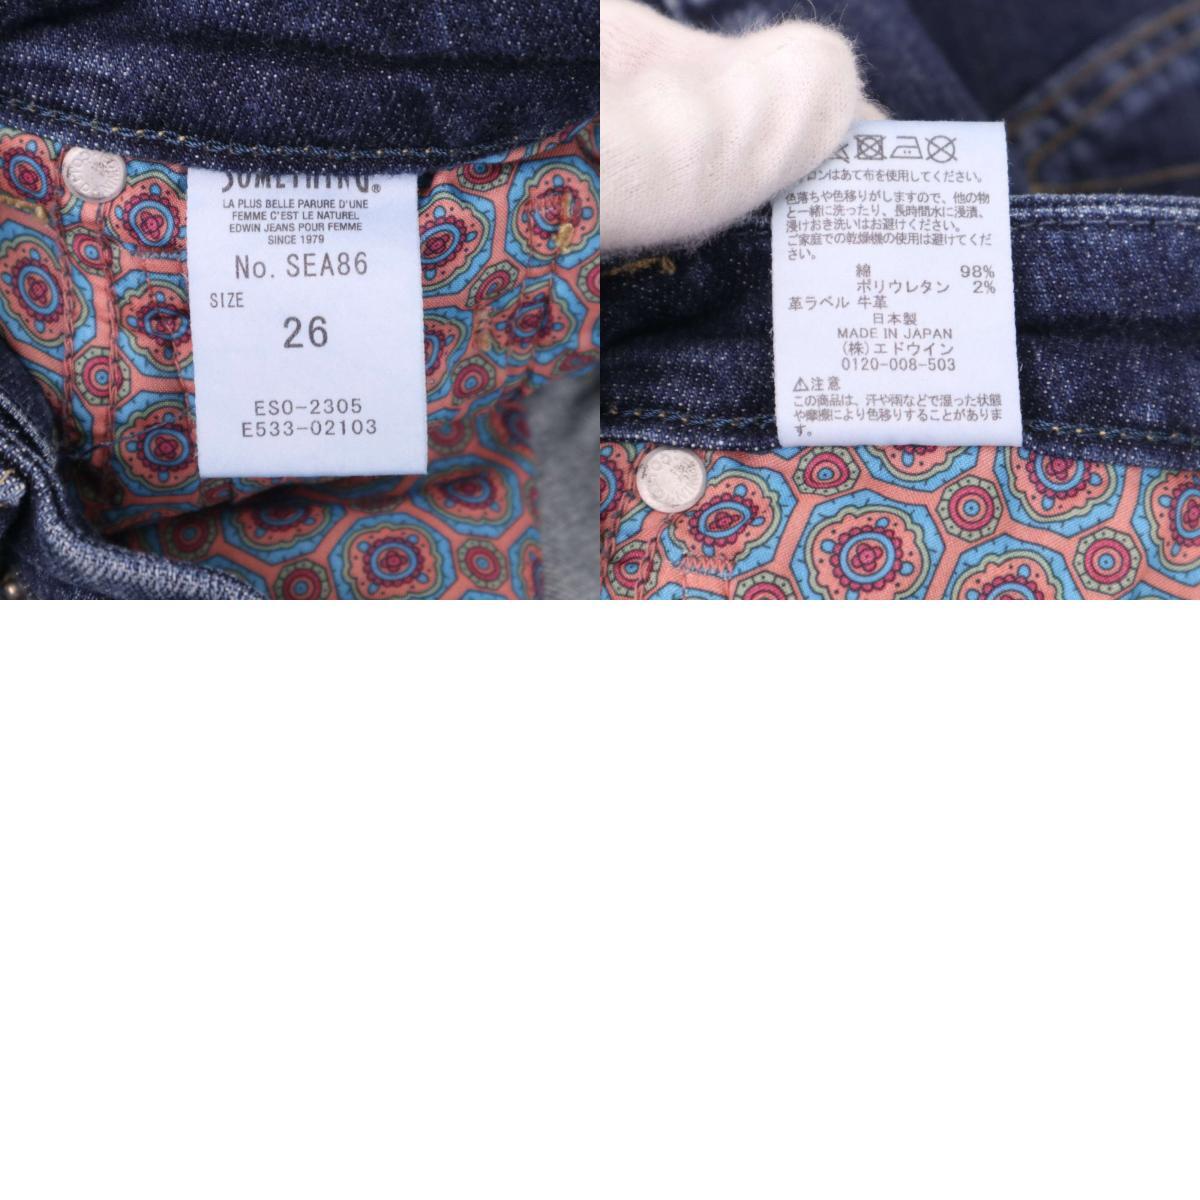 SOMETHING®
LA PLUS BELLE PARURE D'UNE
FEMME C'EST LE NATUREL
EDWIN JEANS POUR FEMME
SINCE 1979
No. SEA86
SIZE
26
ESO-2305
E533-02103
ロンはあて布を使用してください。
色落ちや色移りがしますので、他の物
と一緒に洗ったり、長時間水に浸漬、
浸けおき洗いはお避けください。
ご家庭での乾燥機の使用は避けてくだ
さい。
綿 98%
ポリウレタン 2%
革ラベル 牛革
日本製
MADE IN JAPAN
(株)エドウイン
0120-008-503
⚠注意
この商品は、汗や雨などで湿った状態
や摩擦により色移りすることがありま
す。